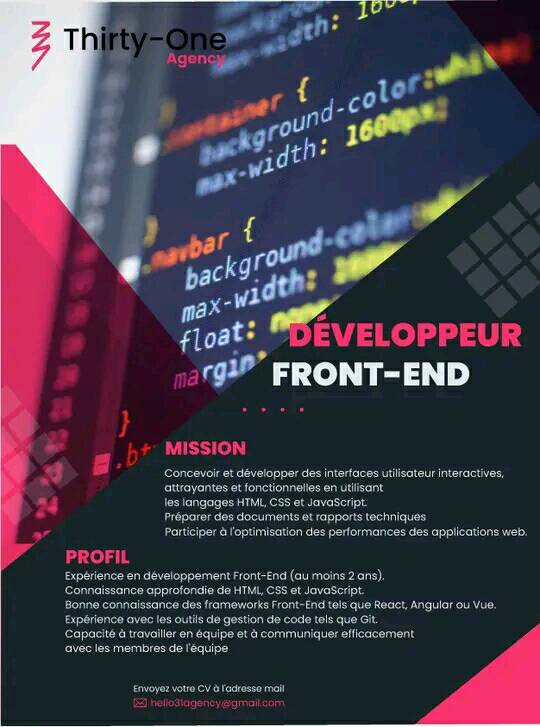 Thirty-One
Agency
160
width:
.container {
background-color:white
max-width: 1600px;
}
.navbar {
background-color
max-width:
float:
margin:
}
.bt
DÉVELOPPEUR
FRONT-END
MISSION
Concevoir et développer des interfaces utilisateur interactives,
attrayantes et fonctionnelles en utilisant
les langages HTML, CSS et JavaScript.
Préparer des documents et rapports techniques
Participer à l'optimisation des performances des applications web.
PROFIL
Expérience en développement Front-End (au moins 2 ans).
Connaissance approfondie de HTML, CSS et JavaScript.
Bonne connaissance des frameworks Front-End tels que React, Angular ou Vue.
Expérience avec les outils de gestion de code tels que Git.
Capacité à travailler en équipe et à communiquer efficacement
avec les membres de l'équipe
Envoyez votre CV à l'adresse mail
hello31agency@gmail.com